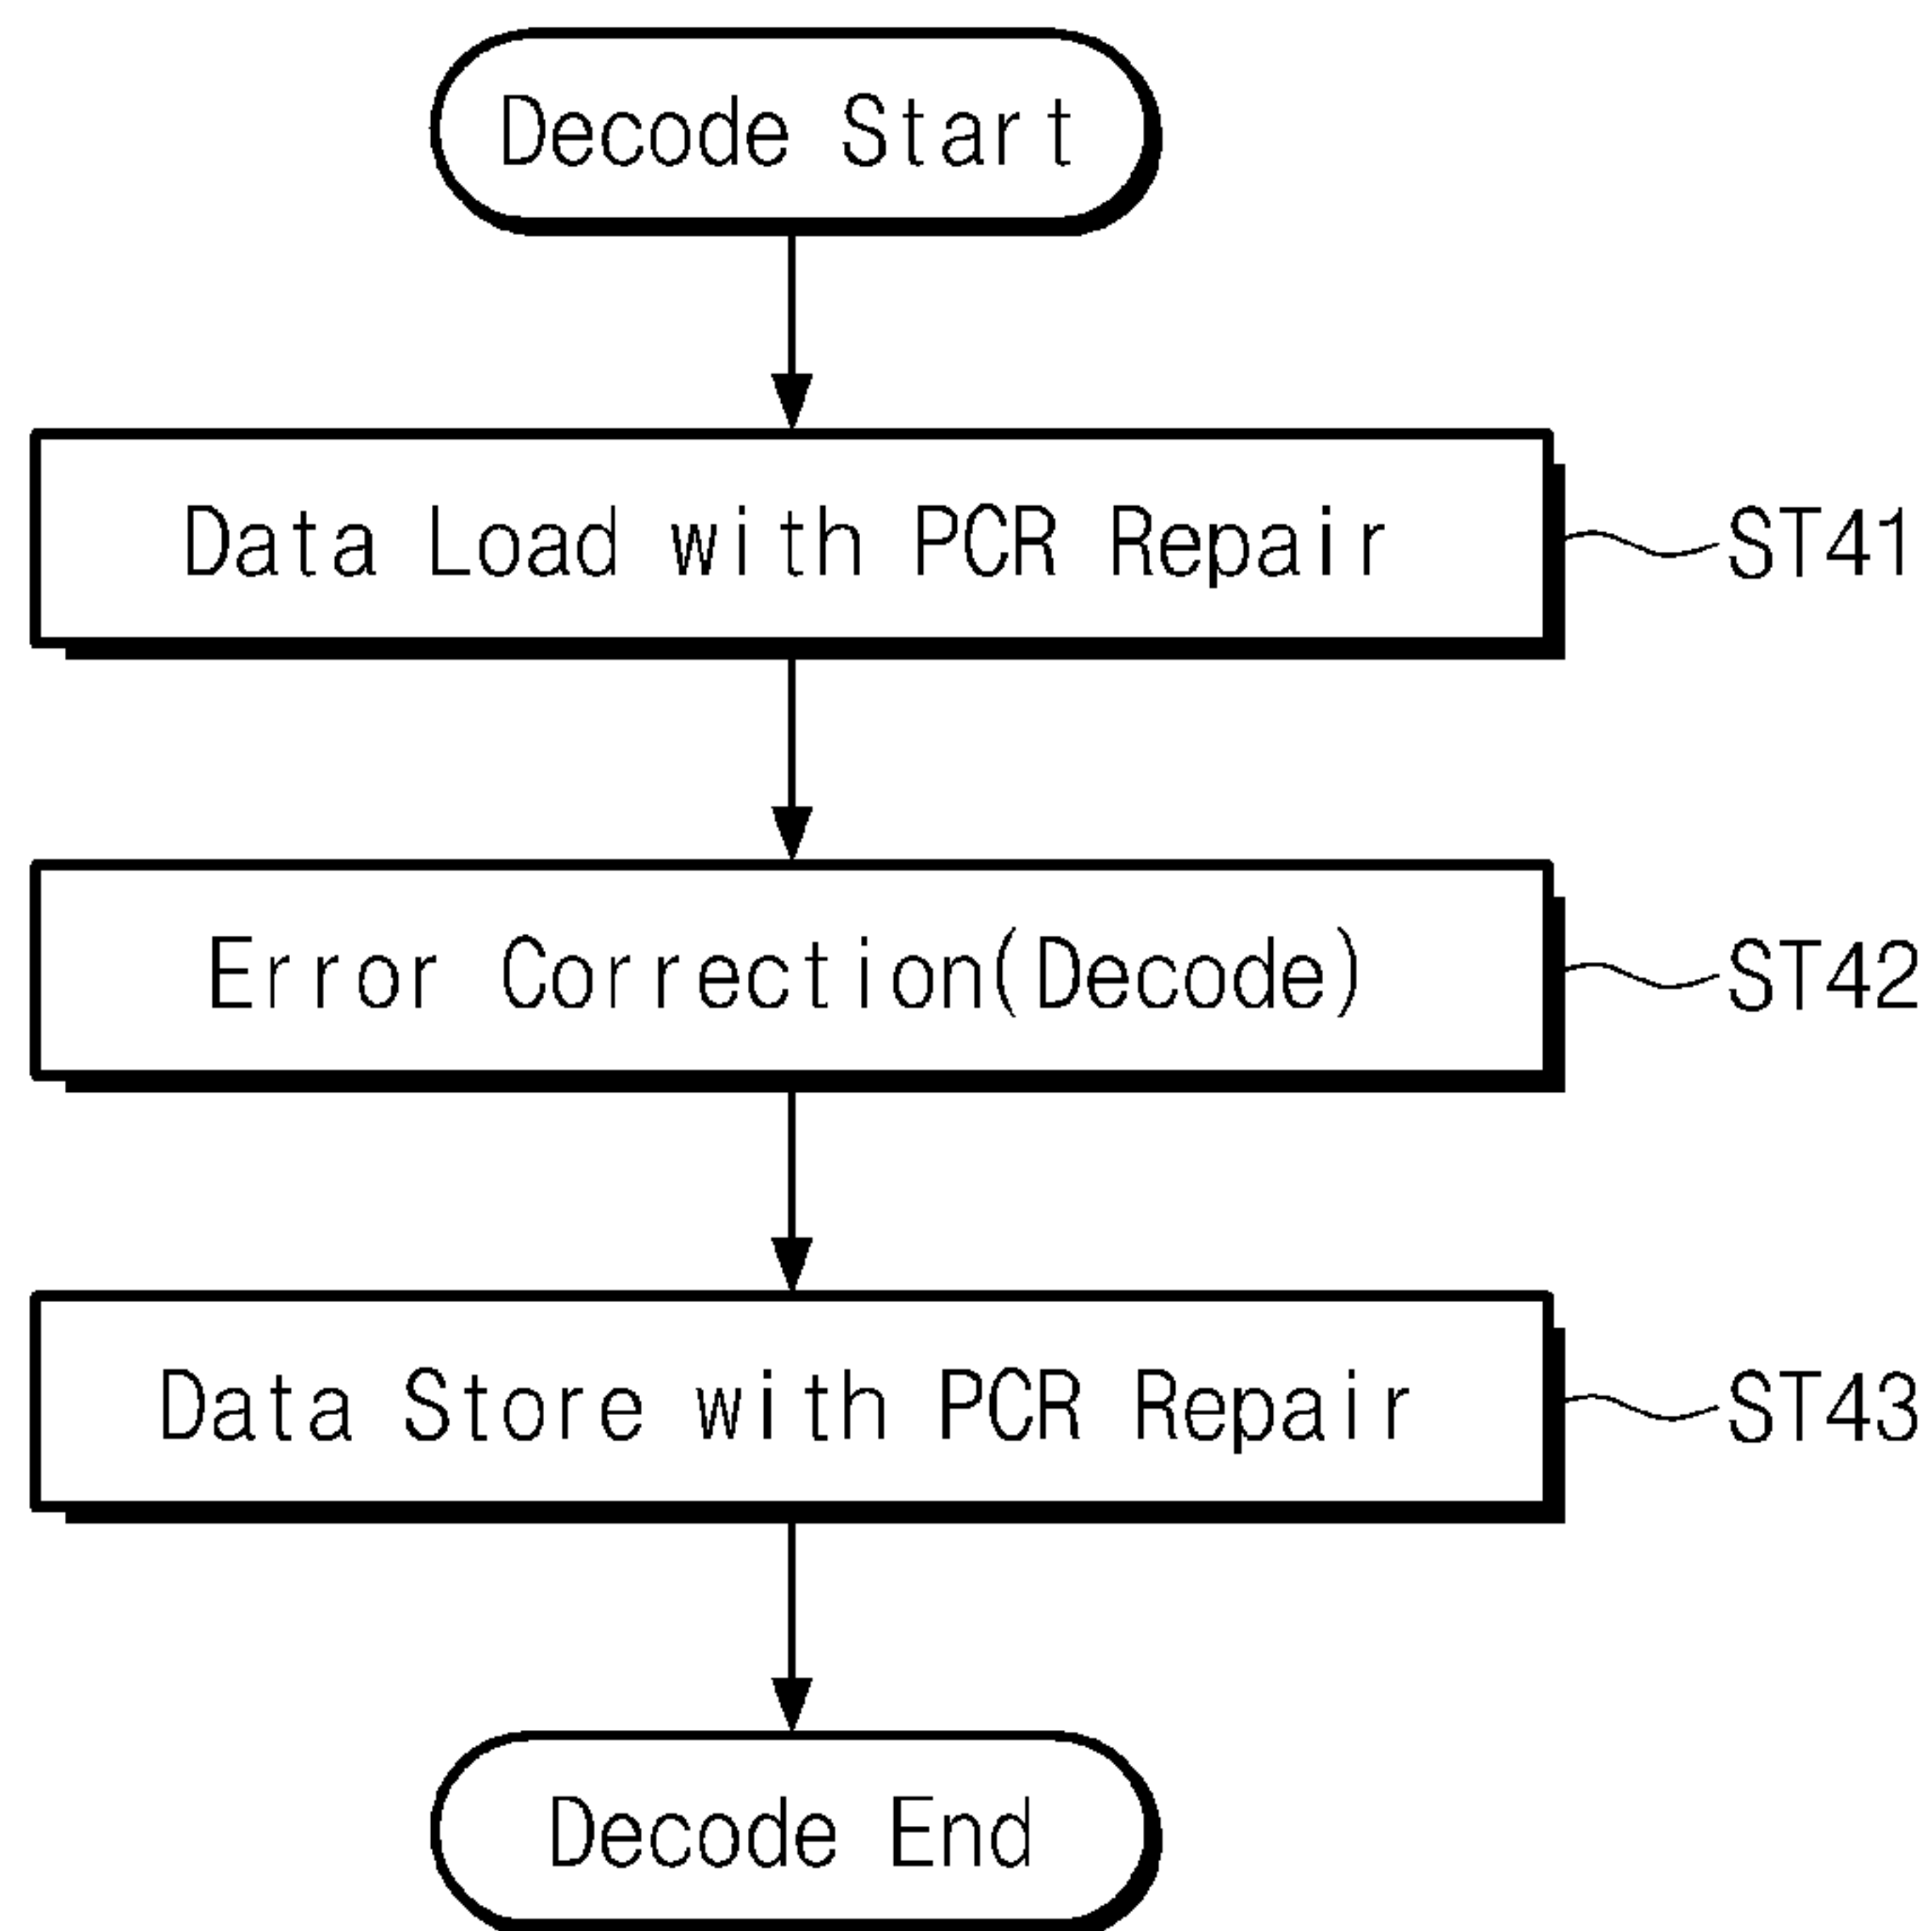 Decode Start
Data Load with PCR Repair
ST41
Error Correction(Decode)
ST42
Data Store with PCR Repair
ST43
Decode End